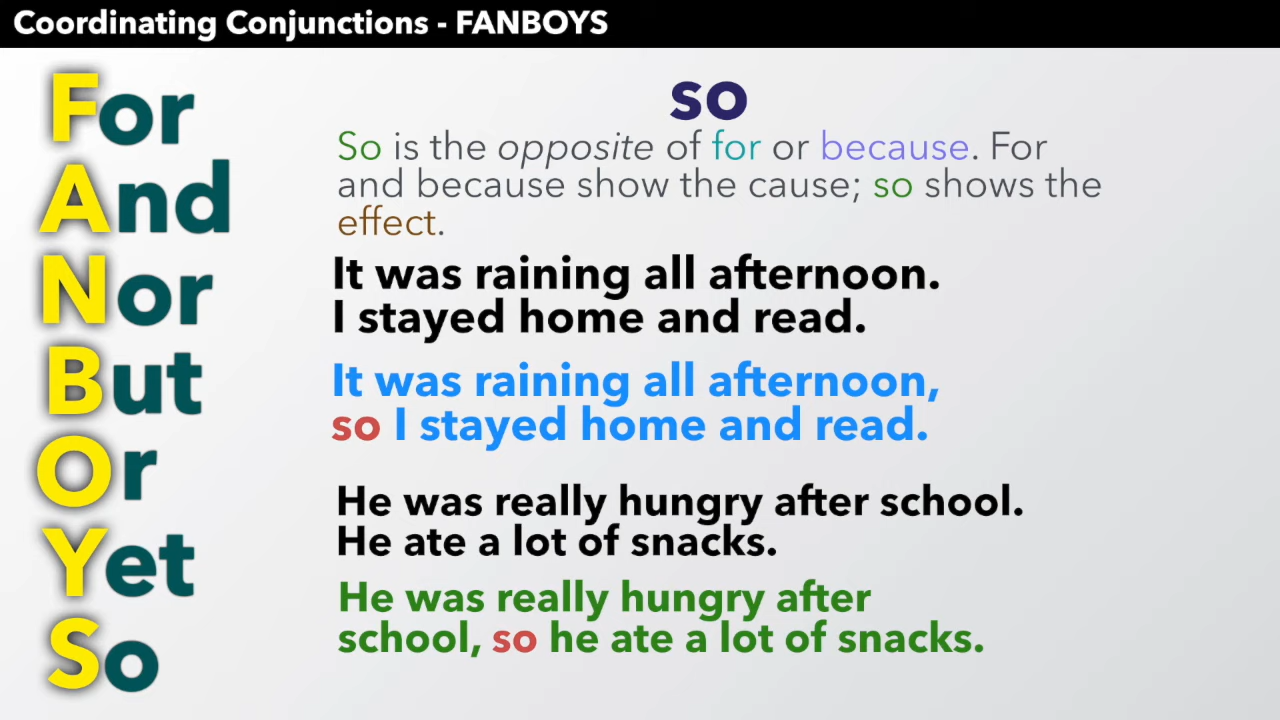 Coordinating Conjunctions - FANBOYS
For
And
Nor
But
Or
Yet
So
so
So is the opposite of for or because. For
and because show the cause; so shows the
effect.
It was raining all afternoon.
I stayed home and read.
It was raining all afternoon,
so I stayed home and read.
He was really hungry after school.
He ate a lot of snacks.
He was really hungry after
school, so he ate a lot of snacks.